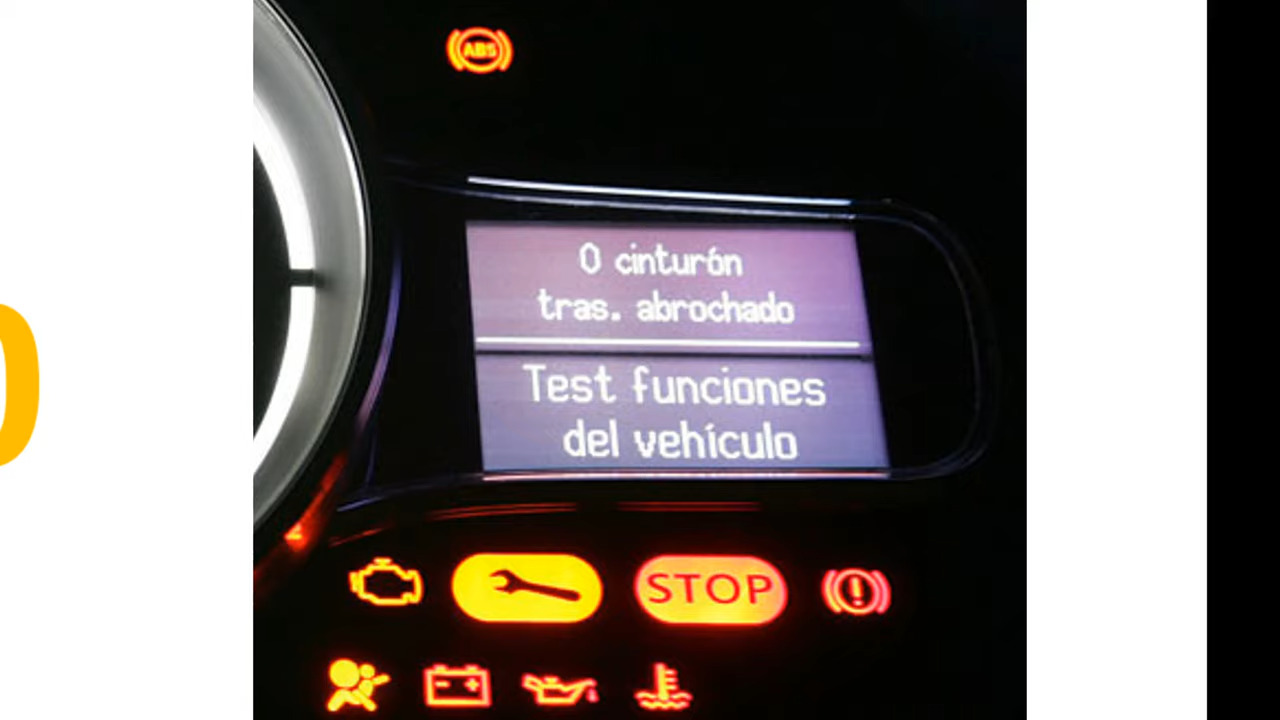 ABS
0 cinturón
tras. abrochado
Test funciones
del vehículo
STOP